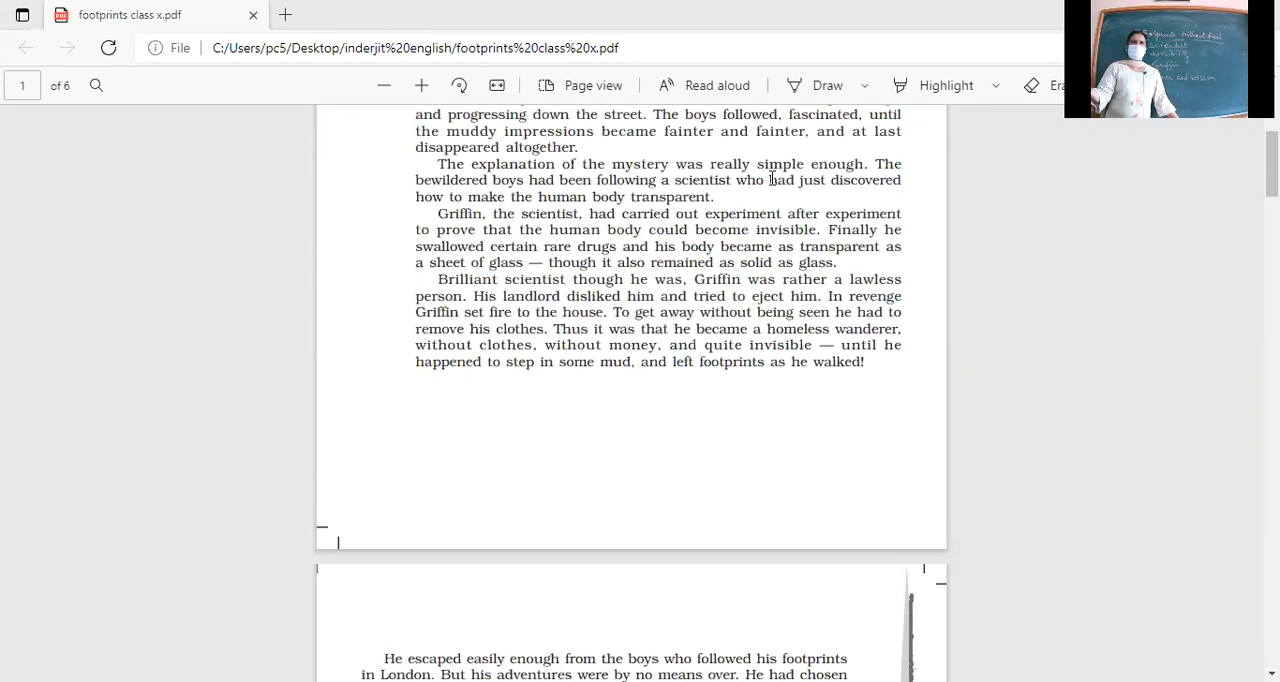 footprints class x.pdf
File C:/Users/pc5/Desktop/inderjit%20english/footprints%20class%20x.pdf
1 of 6 Page view Read aloud Draw Highlight
and progressing down the street. The boys followed, fascinated, until
the muddy impressions became fainter and fainter, and at last
disappeared altogether.
The explanation of the mystery was really simple enough. The
bewildered boys had been following a scientist who had just discovered
how to make the human body transparent.
Griffin, the scientist, had carried out experiment after experiment
to prove that the human body could become invisible. Finally he
swallowed certain rare drugs and his body became as transparent as
a sheet of glass — though it also remained as solid as glass.
Brilliant scientist though he was, Griffin was rather a lawless
person. His landlord disliked him and tried to eject him. In revenge
Griffin set fire to the house. To get away without being seen he had to
remove his clothes. Thus it was that he became a homeless wanderer,
without clothes, without money, and quite invisible — until he
happened to step in some mud, and left footprints as he walked!
He escaped easily enough from the boys who followed his footprints
in London. But his adventures were by no means over. He had chosen